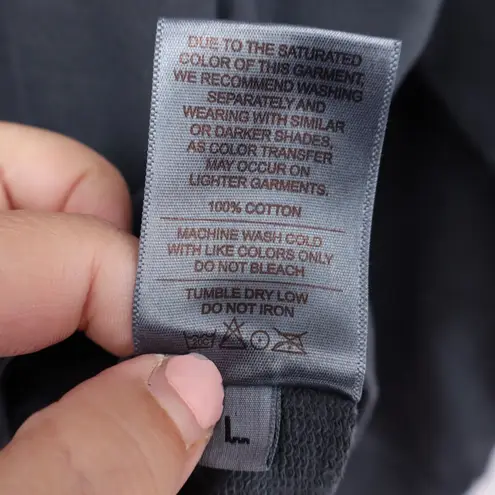 DUE TO THE SATURATED
COLOR OF THIS GARMENT,
WE RECOMMEND WASHING
SEPARATELY AND
WEARING WITH SIMILAR
OR DARKER SHADES,
AS COLOR TRANSFER
MAY OCCUR ON
LIGHTER GARMENTS.
100% COTTON
MACHINE WASH COLD
WITH LIKE COLORS ONLY
DO NOT BLEACH
TUMBLE DRY LOW
DO NOT IRON
L